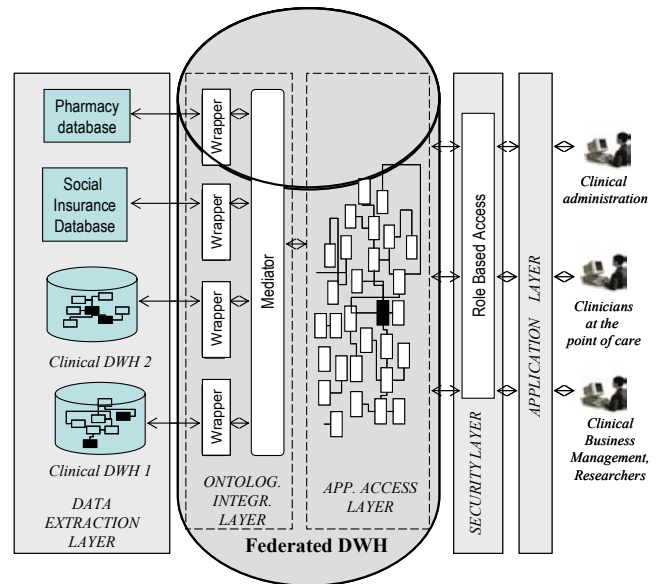 Pharmacy
database
Social
Insurance
Database
Clinical DWH 2
Clinical DWH 1
DATA
EXTRACTION
LAYER
Wrapper
Wrapper
Wrapper
Wrapper
Mediator
ONTOLOG.
INTEGR.
LAYER
APP. ACCESS
LAYER
Federated DWH
Role Based Access
SECURITY LAYER
APPLICATION LAYER
Clinical
administration
Clinicians
at the
point of care
Clinical
Business
Management,
Researchers